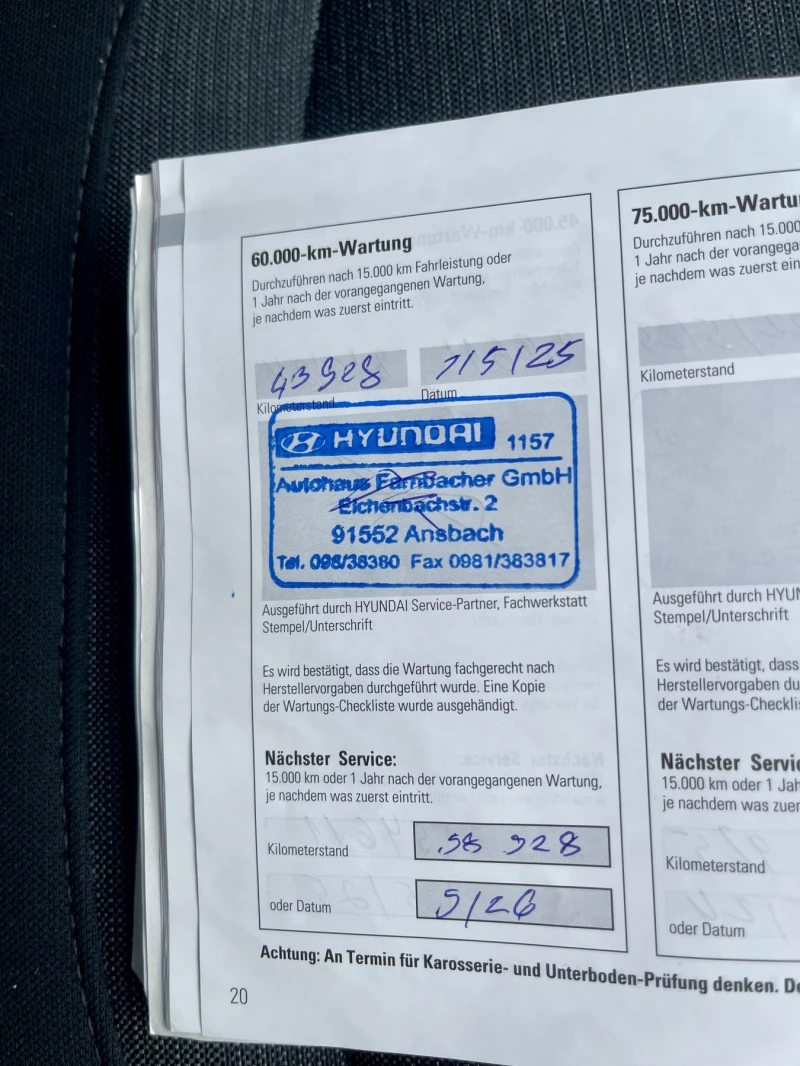 60.000-km-Wartung
Durchzuführen nach 15.000 km Fahrleistung oder
1 Jahr nach der vorangegangenen Wartung,
je nachdem was zuerst eintritt.
43 928
7/5/25
Kilometerstand
Datum
HYUNDAI 1157
Autohaus Farnbacher GmbH
Eichenbachstr. 2
91552 Ansbach
Tel. 098/38380 Fax 0981/383817
Ausgeführt durch HYUNDAI Service-Partner, Fachwerkstatt
Stempel/Unterschrift
Es wird bestätigt, dass die Wartung fachgerecht nach
Herstellervorgaben durchgeführt wurde. Eine Kopie
der Wartungs-Checkliste wurde ausgehändigt.
Nächster Service:
15.000 km oder 1 Jahr nach der vorangegangenen Wartung,
je nachdem was zuerst eintritt.
Kilometerstand 58 928
oder Datum 5/26
75.000-km-Wartu
Durchzuführen nach 15.000
1 Jahr nach der vorangega
je nachdem was zuerst ein
Kilometerstand
Ausgeführt durch HYUN
Stempel/Unterschrift
Es wird bestätigt, dass
Herstellervorgaben du
der Wartungs-Checkli
Nächster Servic
15.000 km oder 1 Jah
je nachdem was zuer
Kilometerstand
oder Datum
Achtung: An Termin für Karosserie- und Unterboden-Prüfung denken. De
20